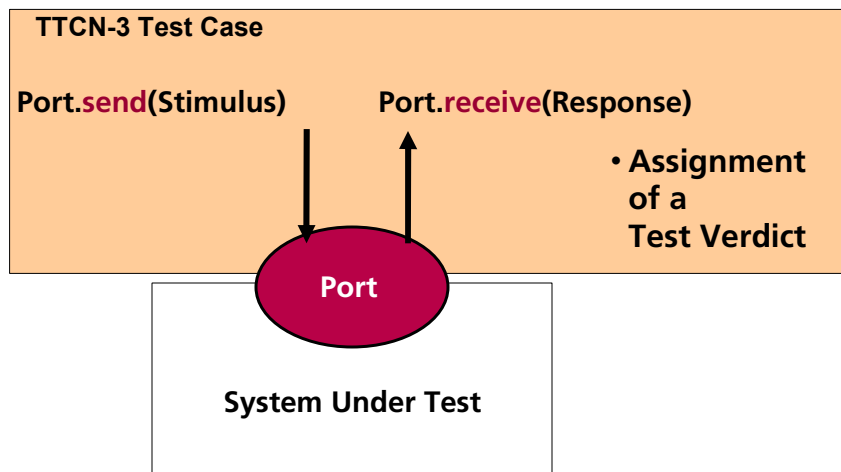 TTCN-3 Test Case
Port.send(Stimulus)
Port.receive(Response)
• Assignment
of a
Test Verdict
Port
System Under Test